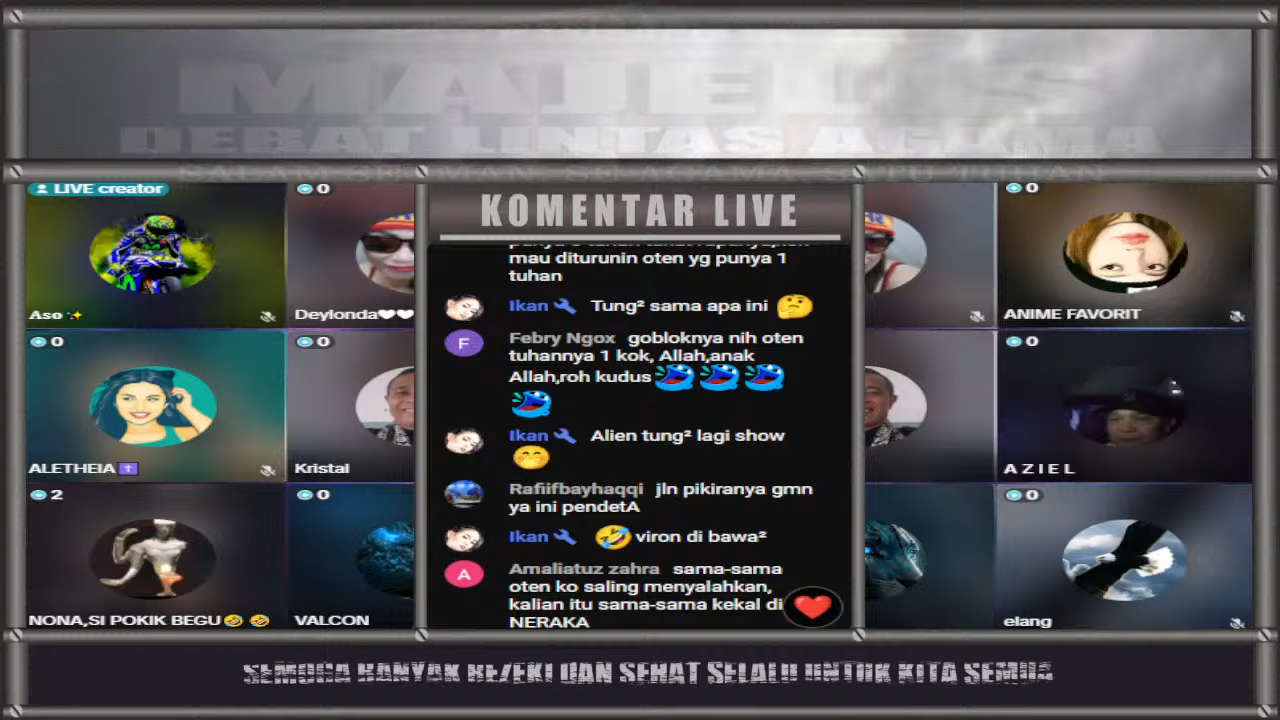 MAJELIS
DEBAT LINTAS AGAMA
LIVE creator
0
KOMENTAR LIVE
0
mau diturunin oten yg punya 1
tuhan
Ikan Tung² sama apa ini 🤔
Aso ✨
Deylonda🤍🤍
ANIME FAVORIT
0
0
0
Febry Ngox gobloknya nih oten
tuhannya 1 kok, Allah,anak
Allah,roh kudus
Ikan Alien tung² lagi show
🤭
ALETHEIA ✝
Kristal
A Z I E L
2
0
0
Rafiifbayhaqqi jln pikiranya gmn
ya ini pendetA
Ikan 🤣 viron di bawa²
Amaliatuz zahra sama-sama
oten ko saling menyalahkan,
kalian itu sama-sama kekal di
NERAKA
NONA,SI POKIK BEGU🤣 🤣
VALCON
elang
SEMOGA BANYAK REZEKI DAN SEHAT SELALU UNTUK KITA SEMUA